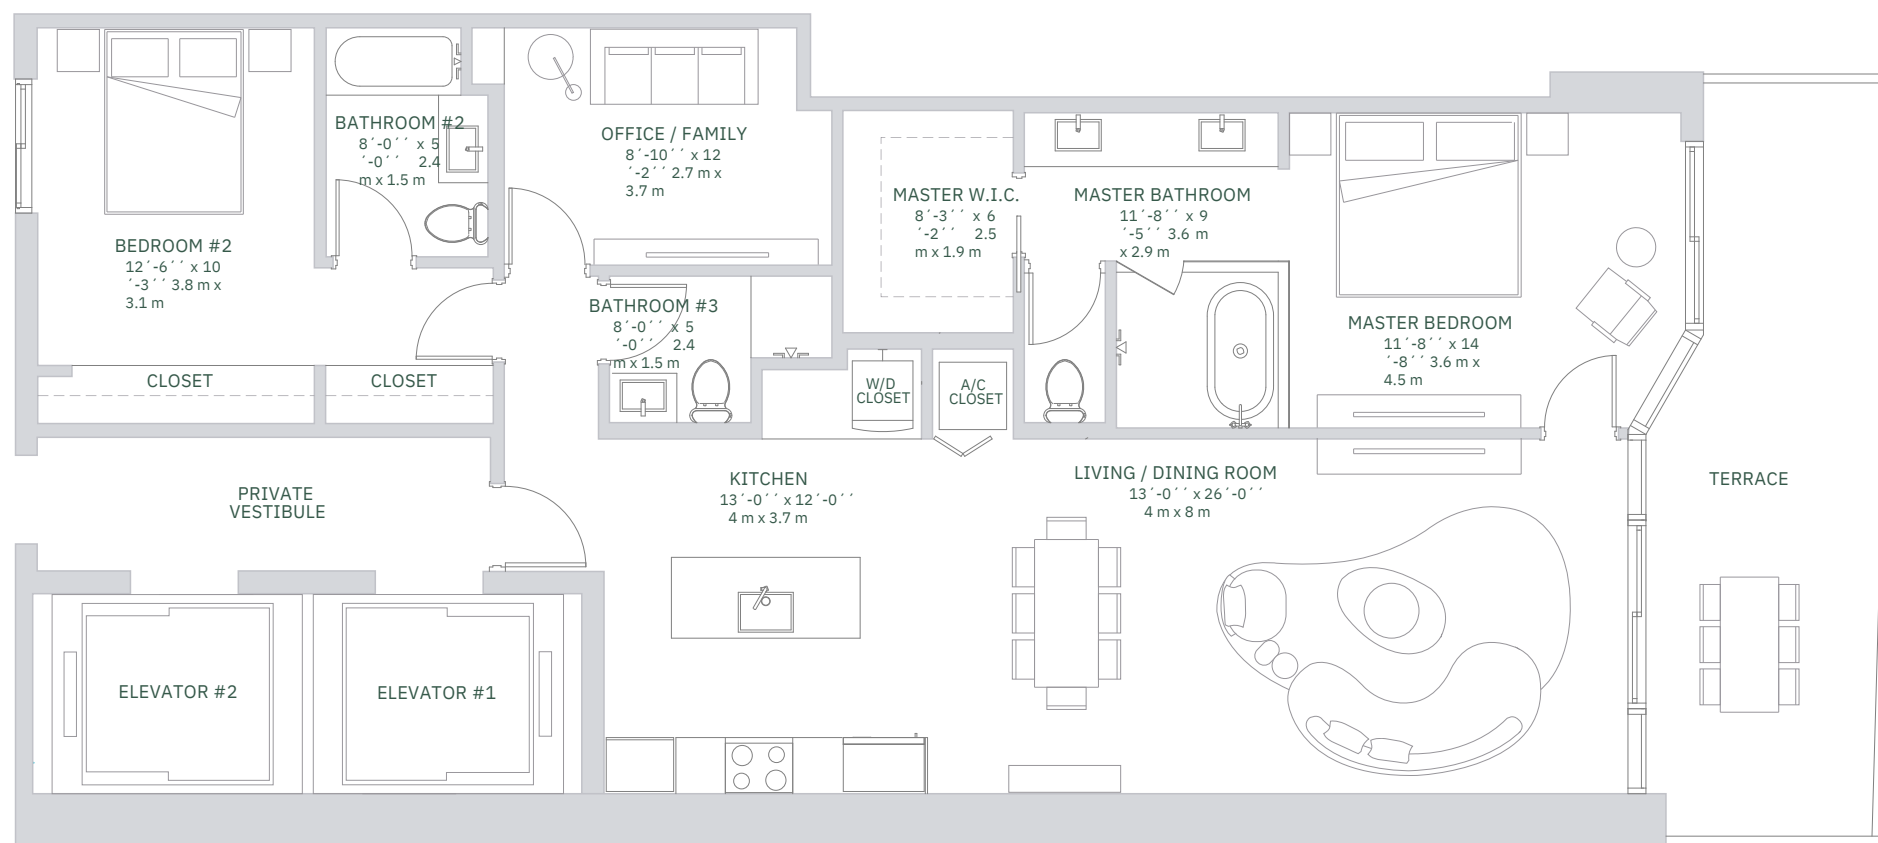 BATHROOM #2
8´-0´´ x 5
´-0´´ 2.4
m x 1.5 m
OFFICE / FAMILY
8´-10´´ x 12
´-2´´ 2.7 m x
3.7 m
MASTER W.I.C.
8´-3´´ x 6
´-2´´ 2.5
m x 1.9 m
MASTER BATHROOM
11´-8´´ x 9
´-5´´ 3.6 m
x 2.9 m
BEDROOM #2
12´-6´´ x 10
´-3´´ 3.8 m x
3.1 m
BATHROOM #3
8´-0´´ x 5
´-0´´ 2.4
m x 1.5 m
MASTER BEDROOM
11´-8´´ x 14
´-8´´ 3.6 m x
4.5 m
CLOSET
CLOSET
W/D
CLOSET
A/C
CLOSET
KITCHEN
13´-0´´ x 12´-0´´
4 m x 3.7 m
LIVING / DINING ROOM
13´-0´´ x 26´-0´´
4 m x 8 m
TERRACE
PRIVATE
VESTIBULE
ELEVATOR #2
ELEVATOR #1